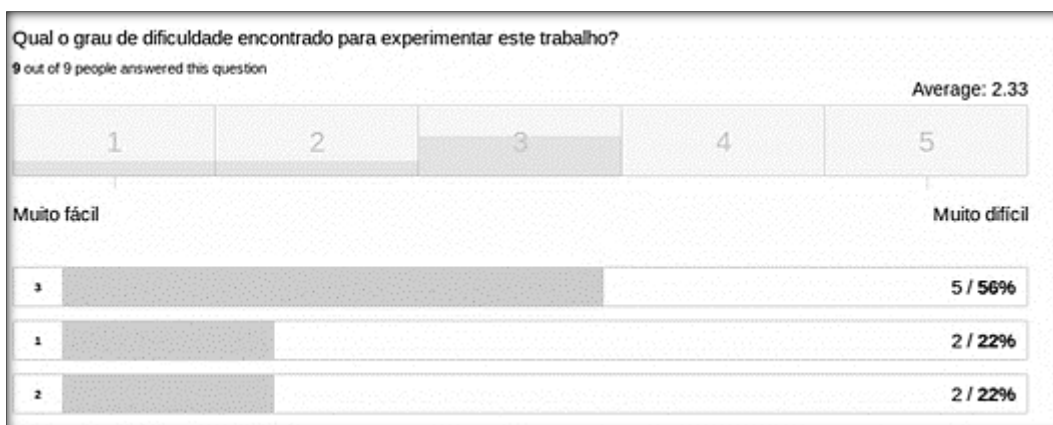 Qual o grau de dificuldade encontrado para experimentar este trabalho?
9 out of 9 people answered this question
Average: 2.33
1 2 3 4 5
Muito fácil Muito difícil
3 5 / 56%
1 2 / 22%
2 2 / 22%